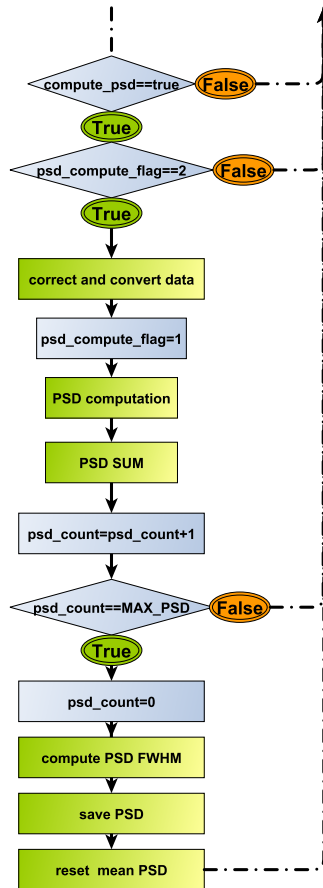 compute_psd==true
False
True
psd_compute_flag==2
False
True
correct and convert data
psd_compute_flag=1
PSD computation
PSD SUM
psd_count=psd_count+1
psd_count==MAX_PSD
False
True
psd_count=0
compute PSD FWHM
save PSD
reset mean PSD